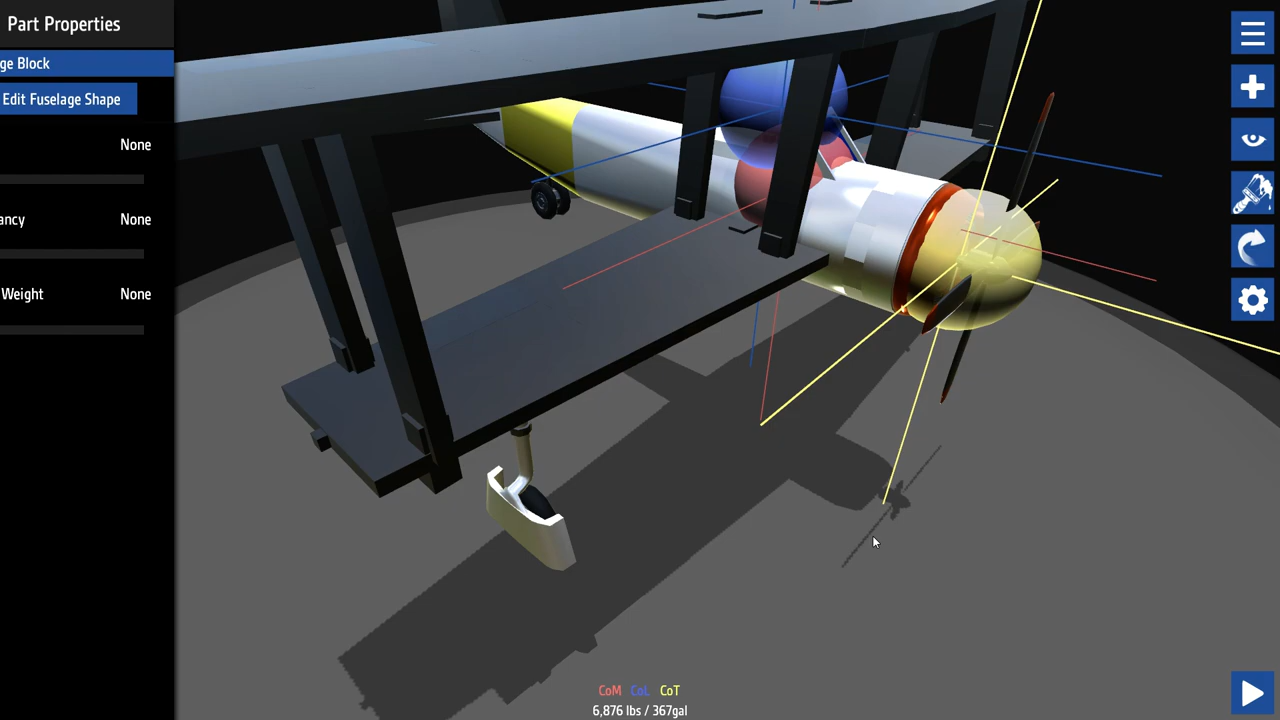 Part Properties
ge Block
Edit Fuselage Shape
None
ancy None
Weight None
CoM CoL CoT
6,876 lbs / 367gal